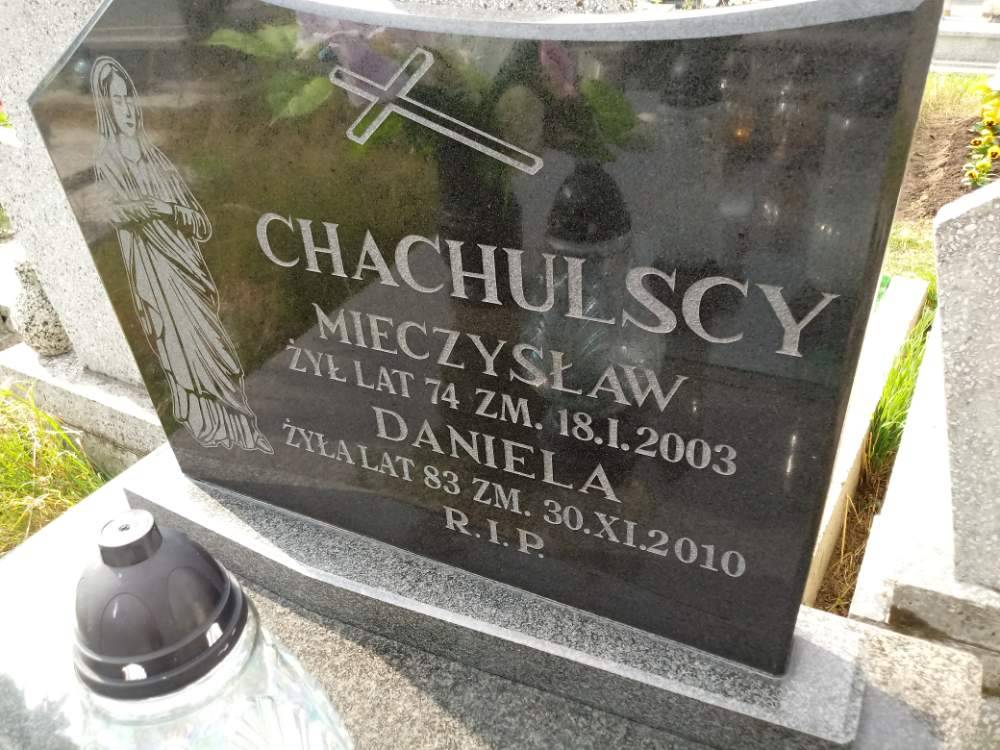 CHACHULSCY
MIECZYSŁAW
ŻYŁ LAT 74 ZM. 18.I.2003
DANIELA
ŻYŁA LAT 83 ZM. 30.XI.2010
R.I.P.